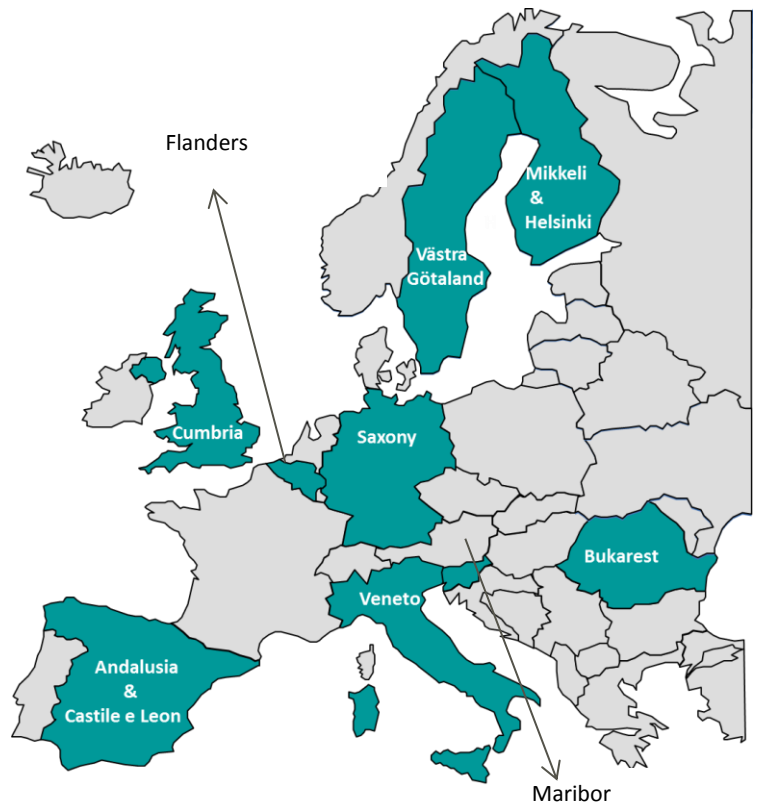 Flanders
Mikkeli
&
Helsinki
Västra
Götaland
Cumbria
Saxony
Bukarest
Veneto
Andalusia
&
Castile e Leon
Maribor